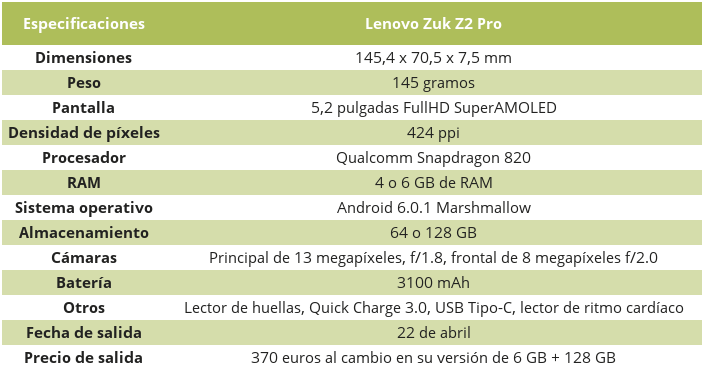 Especificaciones Lenovo Zuk Z2 Pro
Dimensiones 145,4 x 70,5 x 7,5 mm
Peso 145 gramos
Pantalla 5,2 pulgadas FullHD SuperAMOLED
Densidad de píxeles 424 ppi
Procesador Qualcomm Snapdragon 820
RAM 4 o 6 GB de RAM
Sistema operativo Android 6.0.1 Marshmallow
Almacenamiento 64 o 128 GB
Cámaras Principal de 13 megapíxeles, f/1.8, frontal de 8 megapíxeles f/2.0
Batería 3100 mAh
Otros Lector de huellas, Quick Charge 3.0, USB Tipo-C, lector de ritmo cardíaco
Fecha de salida 22 de abril
Precio de salida 370 euros al cambio en su versión de 6 GB + 128 GB